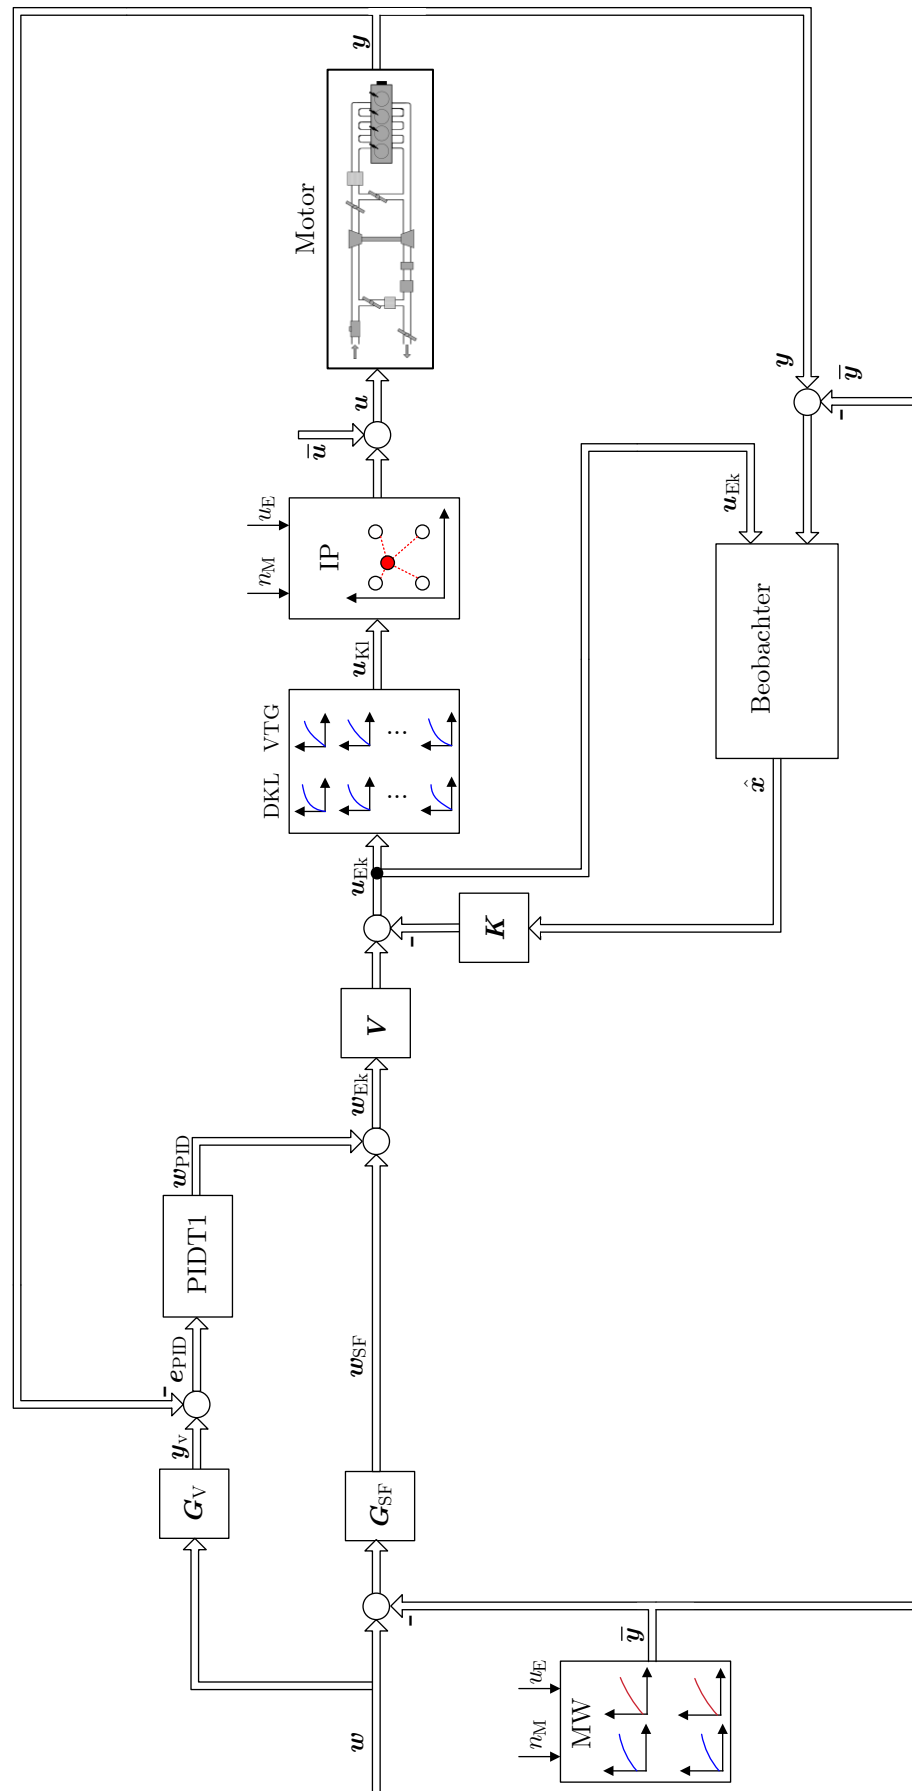 w
G_V
y_v
-
e_PID
PIDT1
w_PID
-
G_SF
w_SF
w_Ek
V
-
K
u_Ek
DKL VTG
...
...
u_Kl
n_M
u_E
IP
ū
u
Motor
y
n_M
u_E
MW
ȳ
x̂
Beobachter
u_Ek
y
-
ȳ